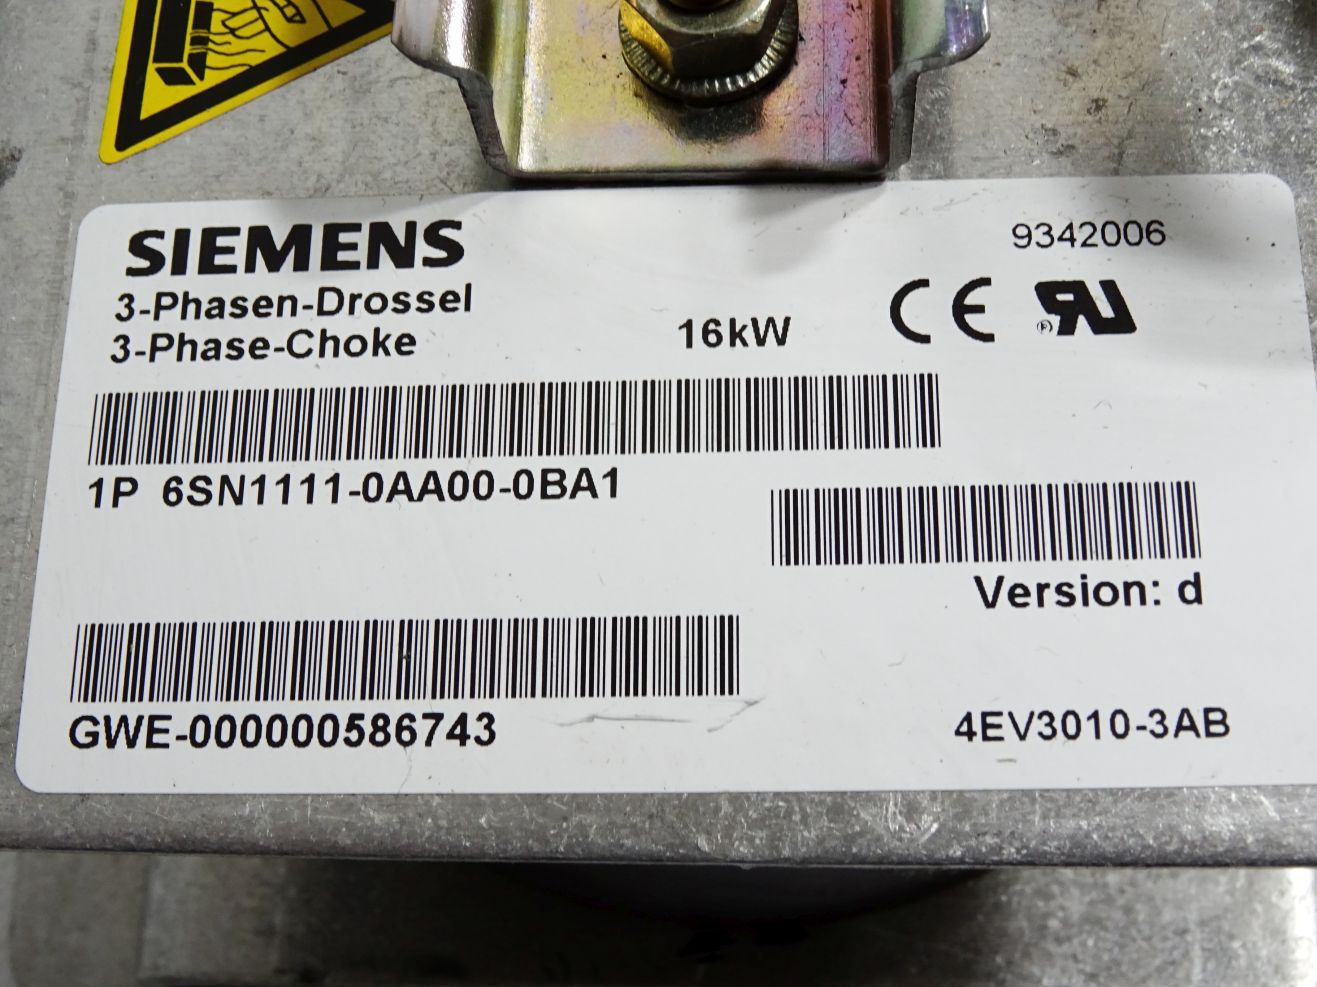 SIEMENS
9342006
3-Phasen-Drossel
3-Phase-Choke
16kW
CE
1P 6SN1111-0AA00-0BA1
Version: d
GWE-000000586743
4EV3010-3AB